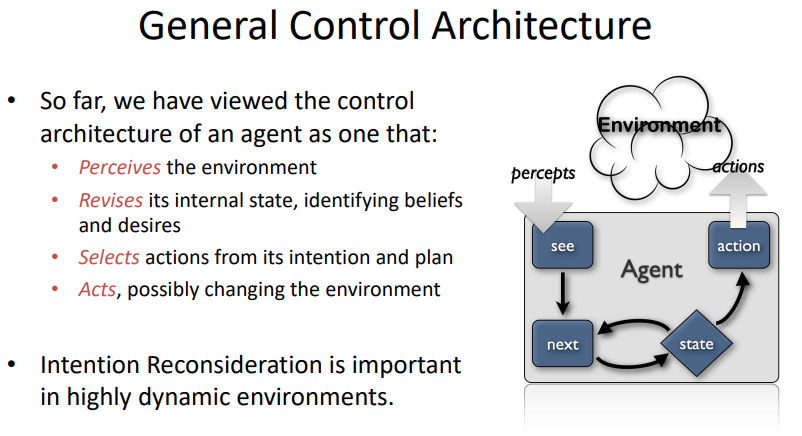 General Control Architecture
• So far, we have viewed the control
architecture of an agent as one that:
• Perceives the environment
• Revises its internal state, identifying beliefs
and desires
• Selects actions from its intention and plan
• Acts, possibly changing the environment
• Intention Reconsideration is important
in highly dynamic environments.
Environment
percepts
actions
see
action
Agent
next
state